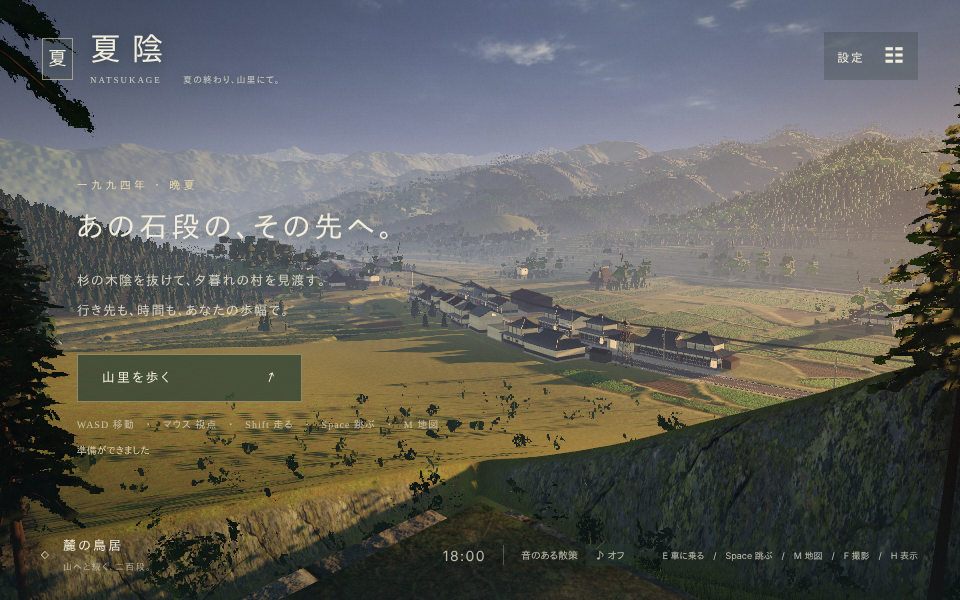 夏
夏陰
NATSUKAGE 夏の終わり、山里にて。
設定
一九九四年 · 晩夏
あの石段の、その先へ。
杉の木陰を抜けて、夕暮れの村を見渡す。
行き先も、時間も、あなたの歩幅で。
山里を歩く ↗
WASD 移動 · マウス 視点 · Shift 走る · Space 跳ぶ · M 地図
準備ができました
◇ 麓の鳥居
山へと続く、二百段。
18:00 音のある散策 ♪ オフ E 車に乗る / Space 跳ぶ / M 地図 / F 撮影 / H 表示